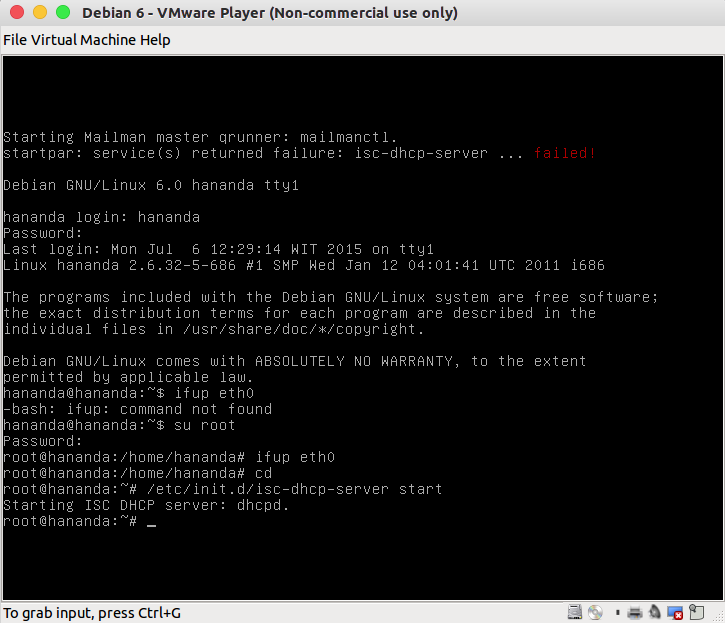 Debian 6 - VMware Player (Non-commercial use only)
File Virtual Machine Help
Starting Mailman master qrunner: mailmanctl.
startpar: service(s) returned failure: isc-dhcp-server ... failed!
Debian GNU/Linux 6.0 hananda tty1
hananda login: hananda
Password:
Last login: Mon Jul  6 12:29:14 WIT 2015 on tty1
Linux hananda 2.6.32-5-686 #1 SMP Wed Jan 12 04:01:41 UTC 2011 i686
The programs included with the Debian GNU/Linux system are free software;
the exact distribution terms for each program are described in the
individual files in /usr/share/doc/*/copyright.
Debian GNU/Linux comes with ABSOLUTELY NO WARRANTY, to the extent
permitted by applicable law.
hananda@hananda:~$ ifup eth0
-bash: ifup: command not found
hananda@hananda:~$ su root
Password:
root@hananda:/home/hananda# ifup eth0
root@hananda:/home/hananda# cd
root@hananda:~# /etc/init.d/isc-dhcp-server start
Starting ISC DHCP server: dhcpd.
root@hananda:~# _
To grab input, press Ctrl+G